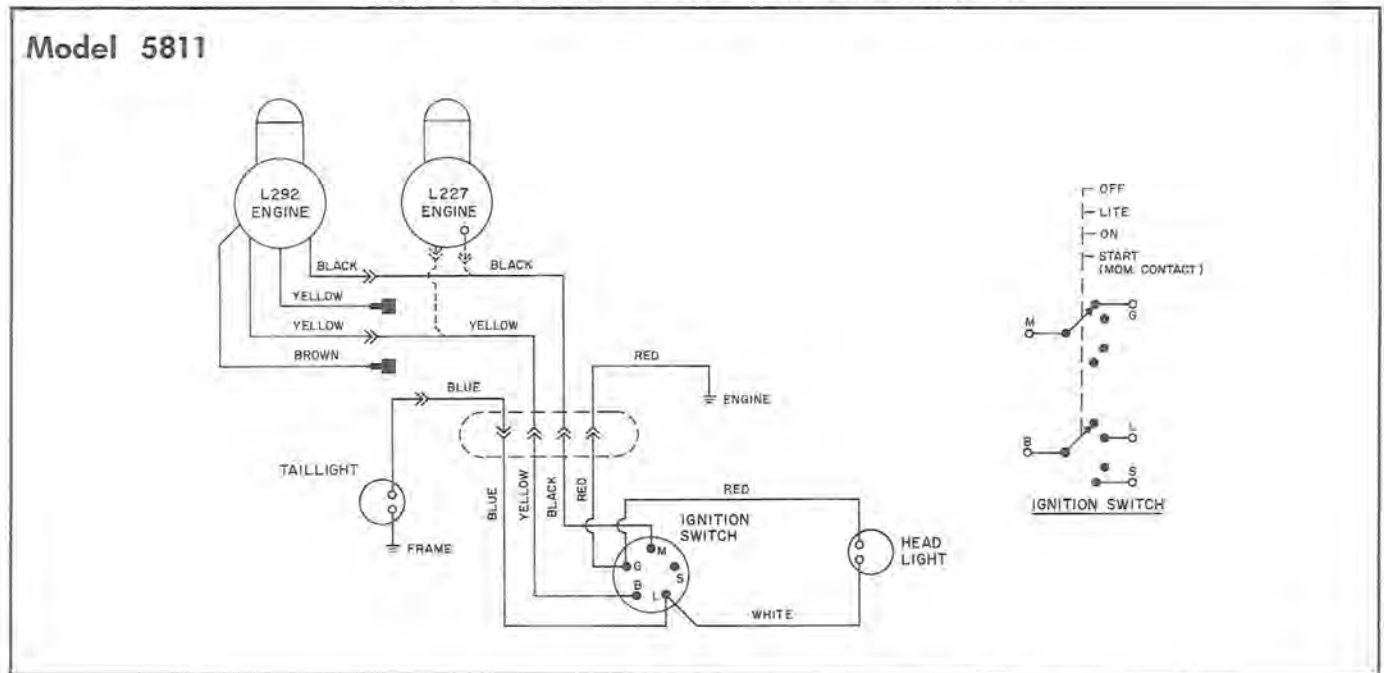 Model 5811
L292
ENGINE
L227
ENGINE
BLACK
BLACK
YELLOW
YELLOW
YELLOW
BROWN
BLUE
RED
ENGINE
TAILLIGHT
FRAME
BLUE
YELLOW
BLACK
RED
RED
IGNITION
SWITCH
M
G
S
B
L
HEAD
LIGHT
WHITE
OFF
LITE
ON
START
(MOM. CONTACT)
M
G
B
L
S
IGNITION SWITCH